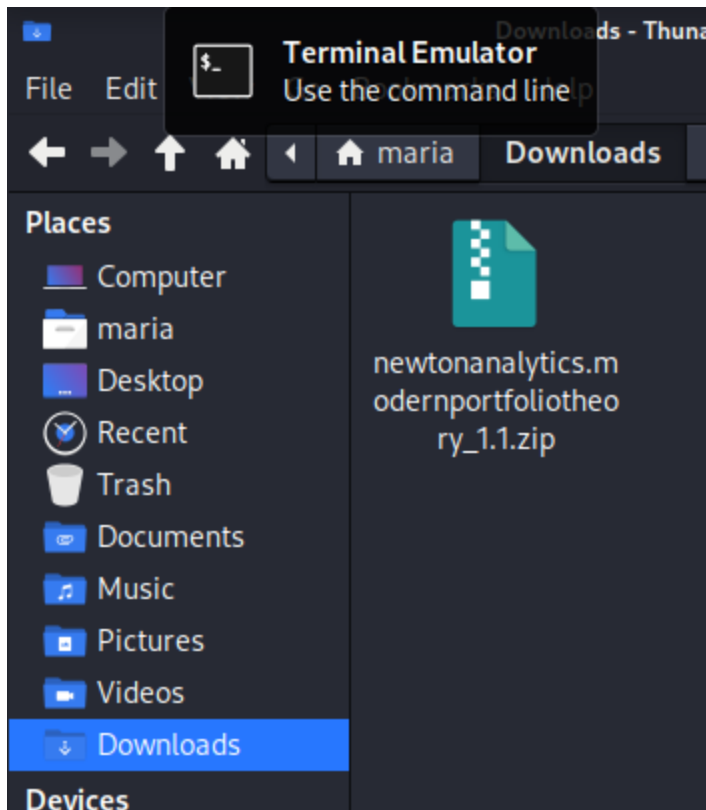 Downloads - Thuna
$_ Terminal Emulator
Use the command line
File Edit Help
maria Downloads
Places
Computer
maria
Desktop
Recent
Trash
Documents
Music
Pictures
Videos
Downloads
Devices
newtonanalytics.m
odernportfoliotheo
ry_1.1.zip